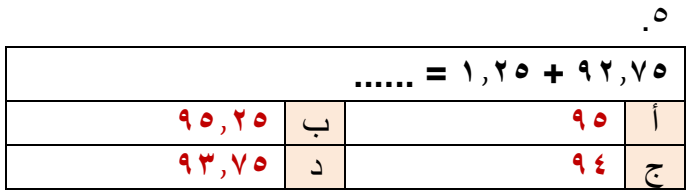 ٥.
٩٢,٧٥ + ١,٢٥ = ......
أ ٩٥ ب ٩٥,٢٥
ج ٩٤ د ٩٣,٧٥